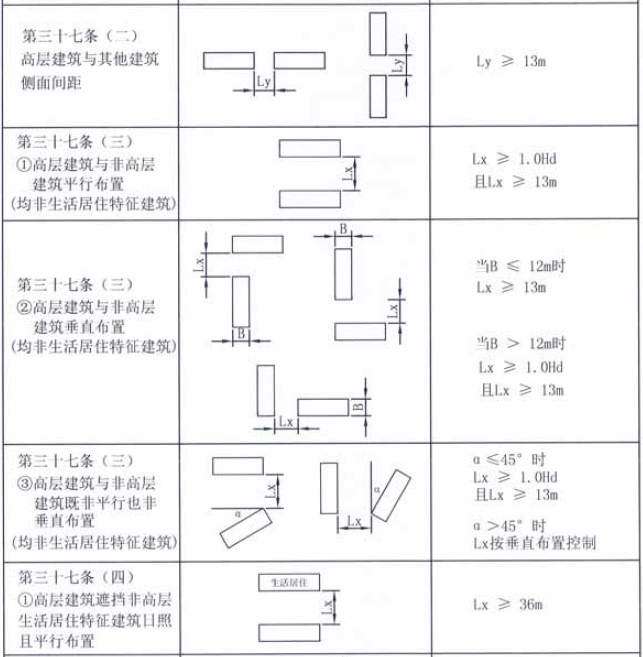 第三十七条（二）
高层建筑与其他建筑
侧面间距
Ly
Ly
Ly ≥ 13m
第三十七条（三）
①高层建筑与非高层
建筑平行布置
(均非生活居住特征建筑)
Lx
Lx ≥ 1.0Hd
且Lx ≥ 13m
第三十七条（三）
②高层建筑与非高层
建筑垂直布置
(均非生活居住特征建筑)
B
Lx
Lx
B
Lx
B
当B ≤ 12m时
Lx ≥ 13m
当B > 12m时
Lx ≥ 1.0Hd
且Lx ≥ 13m
第三十七条（三）
③高层建筑与非高层
建筑既非平行也非
垂直布置
(均非生活居住特征建筑)
Lx
α
α
Lx
α ≤45° 时
Lx ≥ 1.0Hd
且Lx ≥ 13m
α >45° 时
Lx按垂直布置控制
第三十七条（四）
①高层建筑遮挡非高层
生活居住特征建筑日照
且平行布置
生活居住
Lx
Lx ≥ 36m